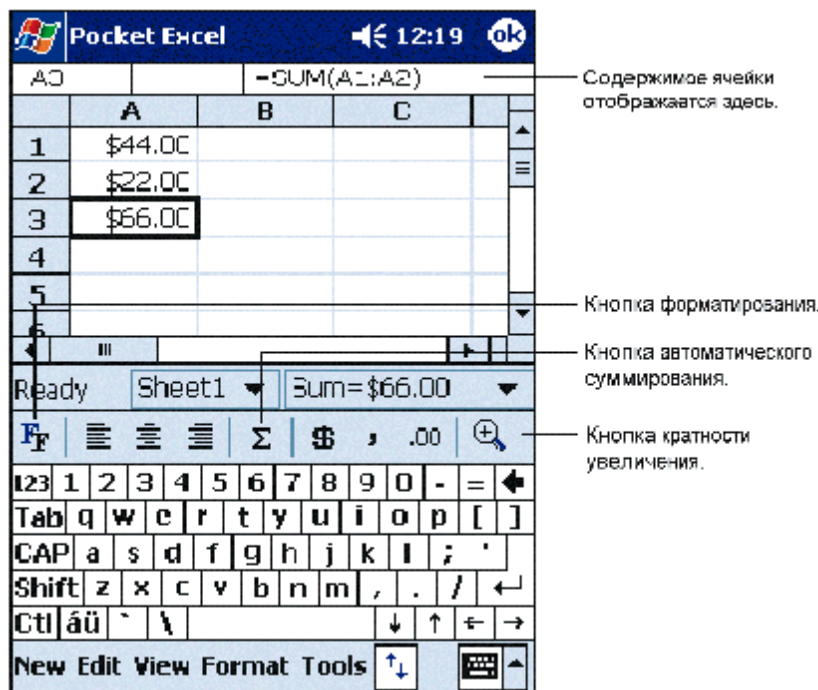 Pocket Excel 12:19 ok
A3 =SUM(A1:A2)
Содержимое ячейки
отображается здесь.
A B C
1 $44.00
2 $22.00
3 $66.00
4
5
6
Кнопка форматирования.
Кнопка автоматического
суммирования.
Ready Sheet1 Sum=$66.00
Кнопка кратности
увеличения.
FF Σ $ , .00
123 1 2 3 4 5 6 7 8 9 0 - =
Tab q w e r t y u i o p [ ]
CAP a s d f g h j k l ; '
Shift z x c v b n m , . /
Ctl áü ` \ ↓ ↑ ← →
New Edit View Format Tools